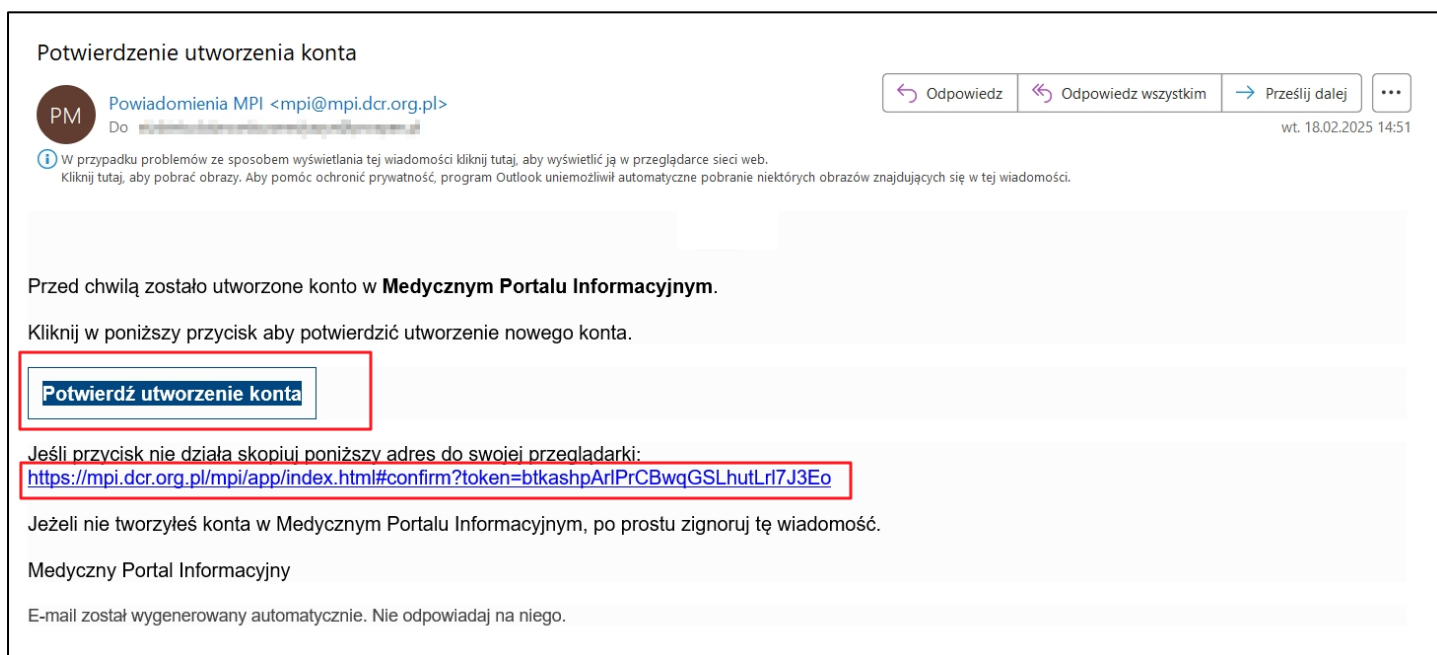 Potwierdzenie utworzenia konta
PM
Powiadomienia MPI <mpi@mpi.dcr.org.pl>
Do
Odpowiedz
Odpowiedz wszystkim
Prześlij dalej
wt. 18.02.2025 14:51
W przypadku problemów ze sposobem wyświetlania tej wiadomości kliknij tutaj, aby wyświetlić ją w przeglądarce sieci web.
Kliknij tutaj, aby pobrać obrazy. Aby pomóc ochronić prywatność, program Outlook uniemożliwił automatyczne pobranie niektórych obrazów znajdujących się w tej wiadomości.
Przed chwilą zostało utworzone konto w Medycznym Portalu Informacyjnym.
Kliknij w poniższy przycisk aby potwierdzić utworzenie nowego konta.
Potwierdź utworzenie konta
Jeśli przycisk nie działa skopiuj poniższy adres do swojej przeglądarki:
https://mpi.dcr.org.pl/mpi/app/index.html#confirm?token=btkashpArlPrCBwqGSLhutLrl7J3Eo
Jeżeli nie tworzyłeś konta w Medycznym Portalu Informacyjnym, po prostu zignoruj tę wiadomość.
Medyczny Portal Informacyjny
E-mail został wygenerowany automatycznie. Nie odpowiadaj na niego.